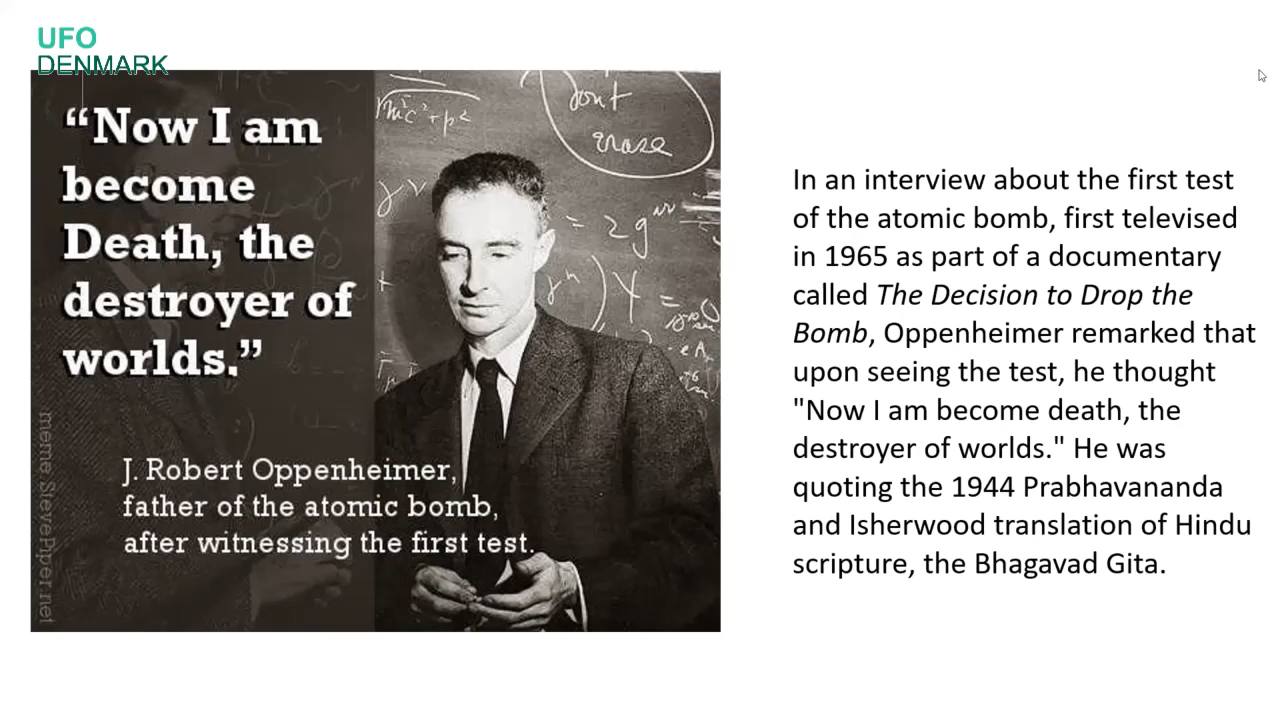 UFO
DENMARK
“Now I am
become
Death, the
destroyer of
worlds.”
J. Robert Oppenheimer,
father of the atomic bomb,
after witnessing the first test.
meme StevePiper.net
dont
erase
In an interview about the first test
of the atomic bomb, first televised
in 1965 as part of a documentary
called The Decision to Drop the
Bomb, Oppenheimer remarked that
upon seeing the test, he thought
"Now I am become death, the
destroyer of worlds." He was
quoting the 1944 Prabhavananda
and Isherwood translation of Hindu
scripture, the Bhagavad Gita.